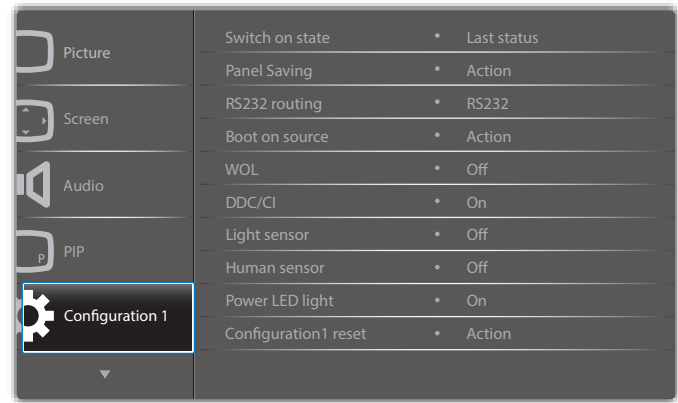 Picture
Screen
Audio
P
PIP
Configuration 1
Switch on state • Last status
Panel Saving • Action
RS232 routing • RS232
Boot on source • Action
WOL • Off
DDC/CI • On
Light sensor • Off
Human sensor • Off
Power LED light • On
Configuration1 reset • Action